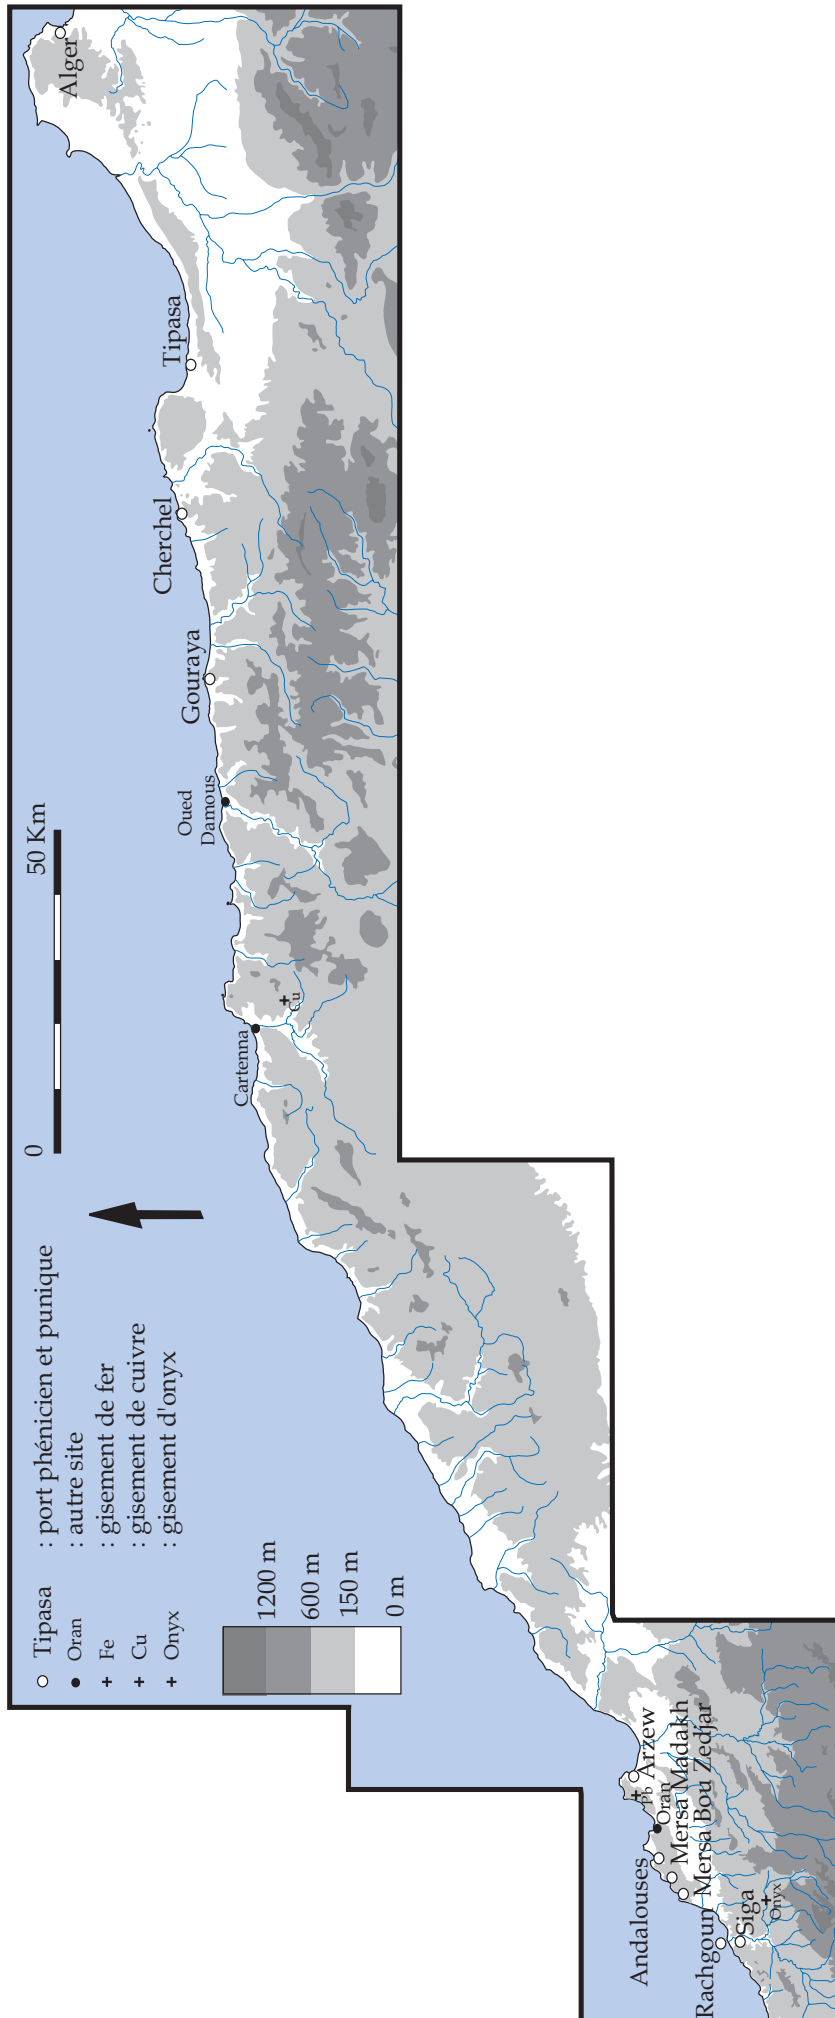 Alger
Tipasa
Cherchel
Gouraya
Oued
Damous
Cartenna
Cu
50 Km
0
Tipasa : port phénicien et punique
Oran : autre site
Fe : gisement de fer
Cu : gisement de cuivre
Onyx : gisement d'onyx
1200 m
600 m
150 m
0 m
Arzew
Pb
Oran
Mersa Madakh
Mersa Bou Zedjar
Andalouses
Rachgoun
Siga
Onyx